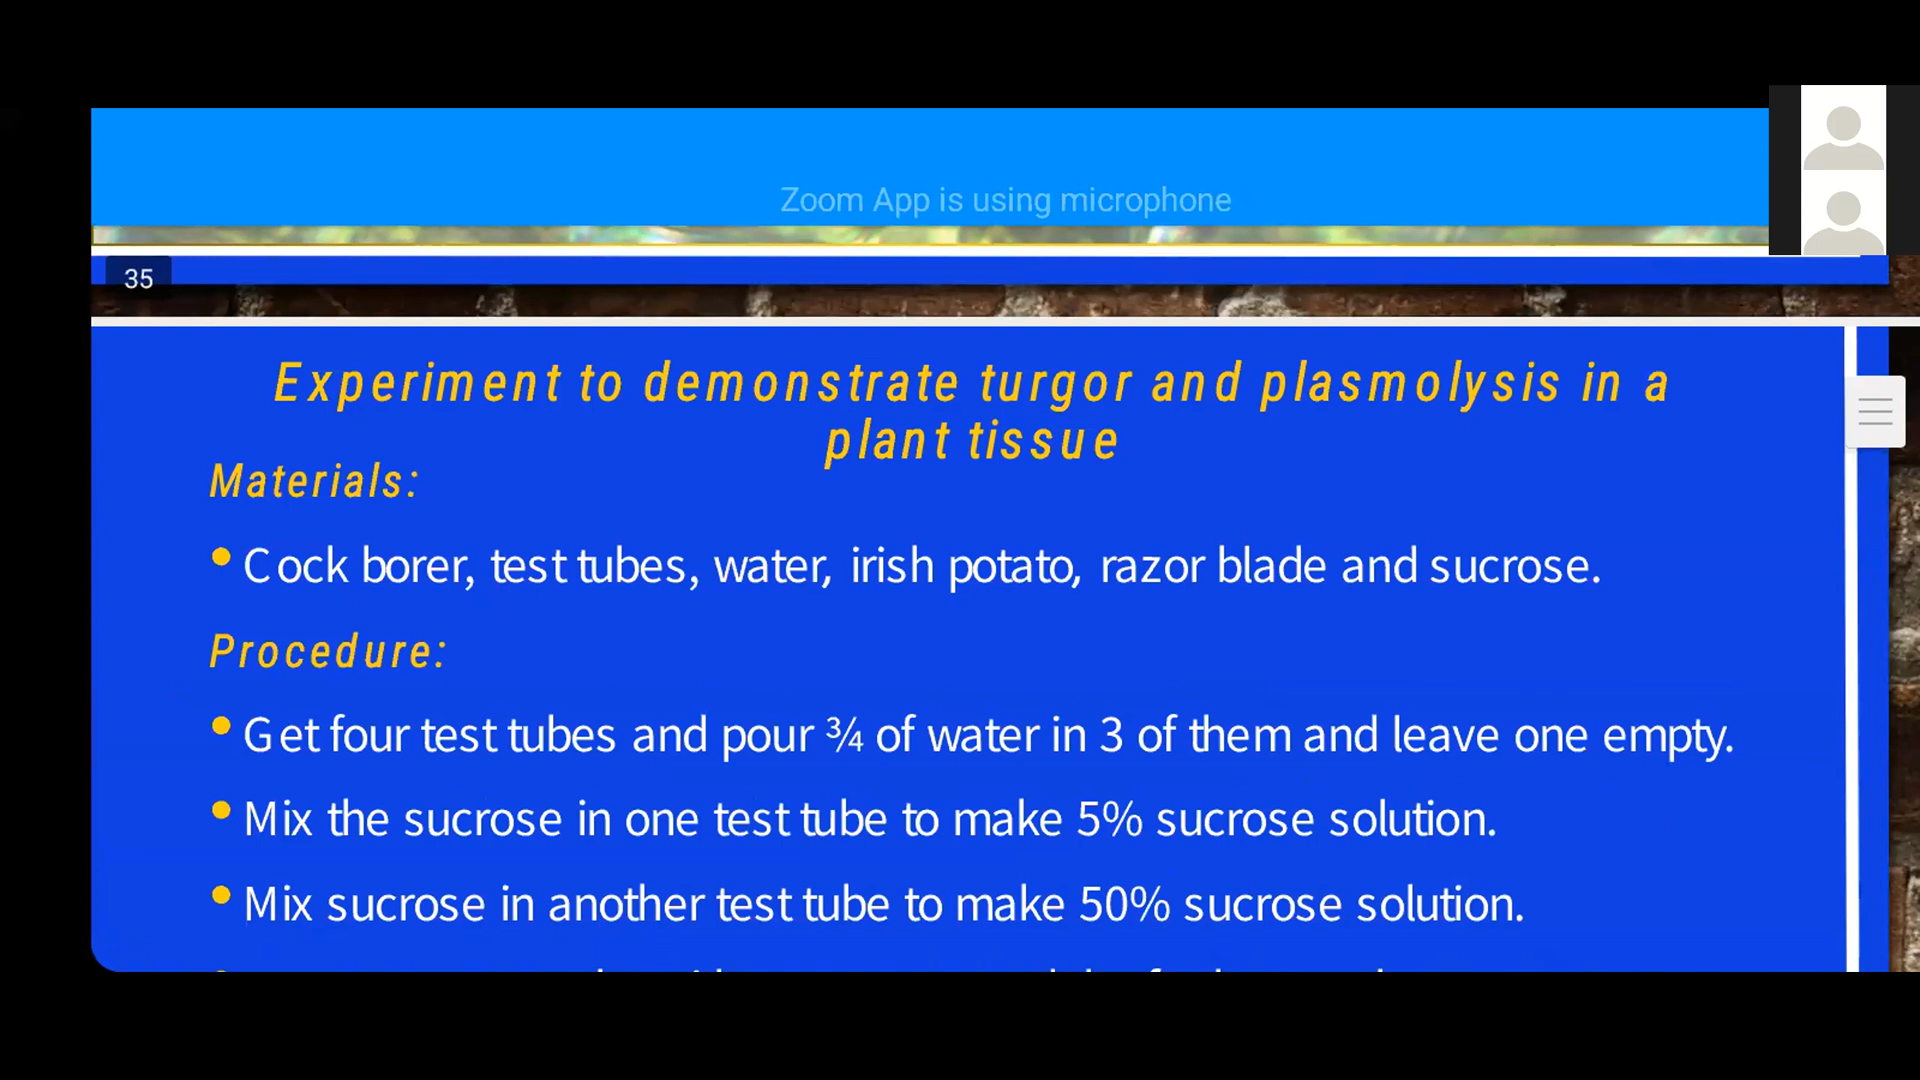 Zoom App is using microphone
35
Experiment to demonstrate turgor and plasmolysis in a
plant tissue
Materials:
• Cock borer, test tubes, water, irish potato, razor blade and sucrose.
Procedure:
• Get four test tubes and pour ¾ of water in 3 of them and leave one empty.
• Mix the sucrose in one test tube to make 5% sucrose solution.
• Mix sucrose in another test tube to make 50% sucrose solution.